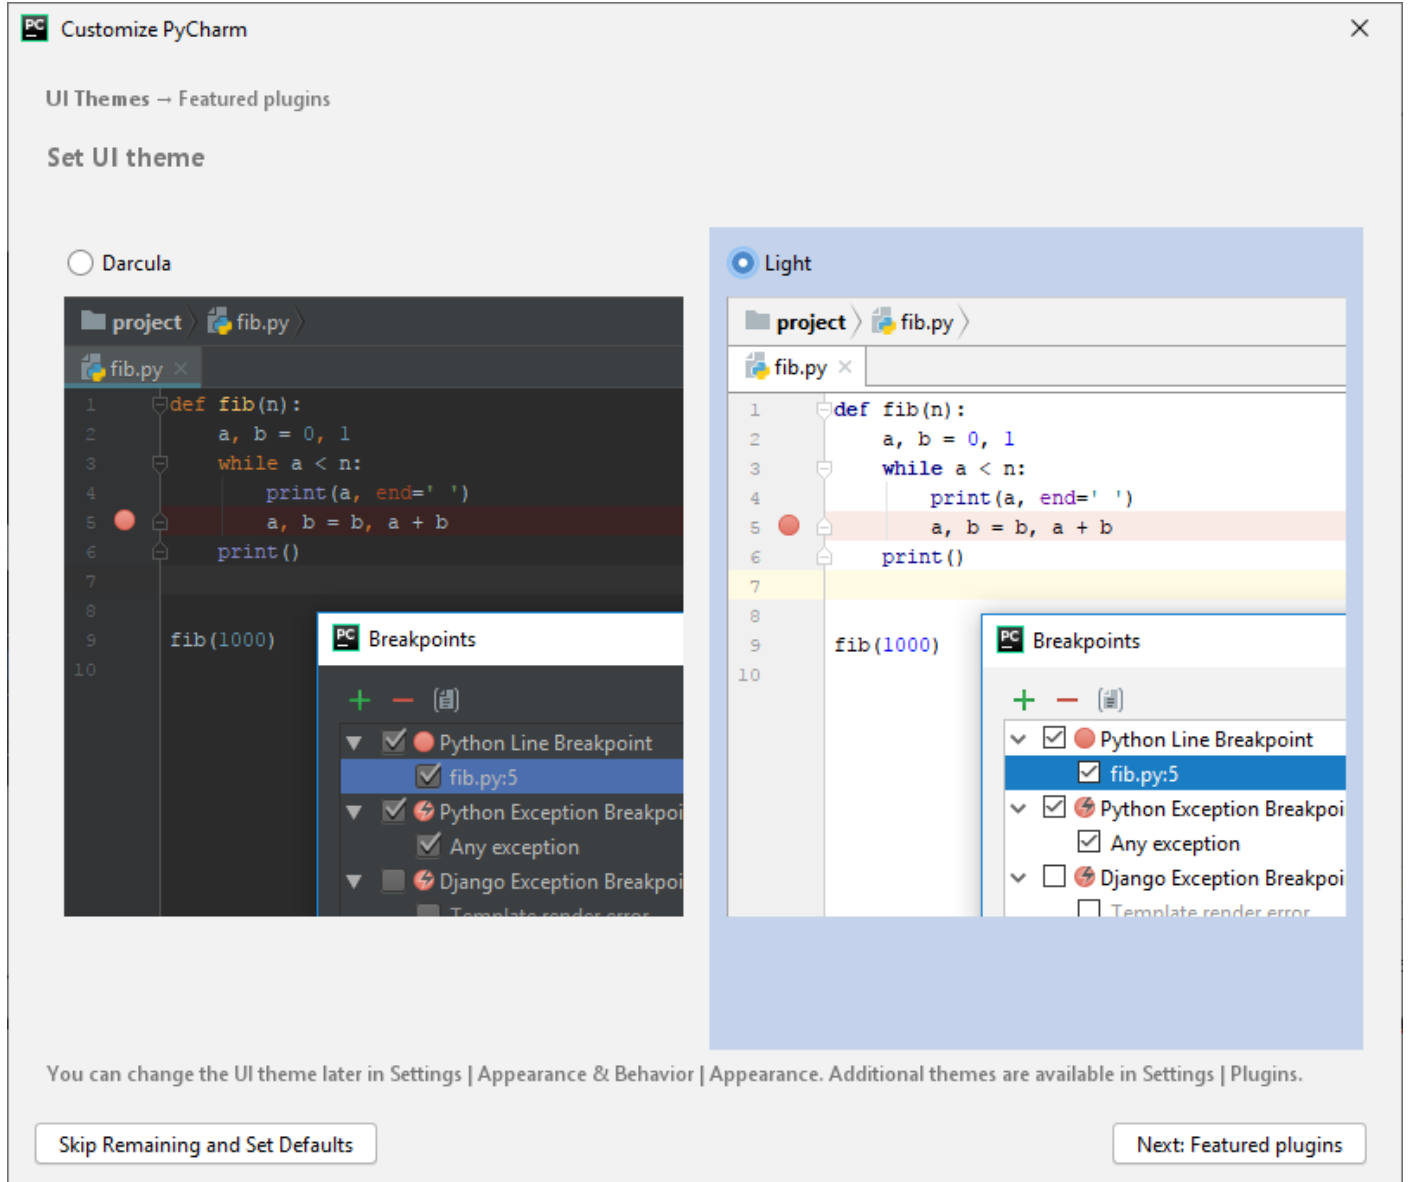 Customize PyCharm
UI Themes → Featured plugins
Set UI theme
Darcula
project
fib.py
fib.py
1 def fib(n):
2 a, b = 0, 1
3 while a < n:
4 print(a, end=' ')
5 a, b = b, a + b
6 print()
7
8
9 fib(1000)
10
PC Breakpoints
Python Line Breakpoint
fib.py:5
Python Exception Breakpoi
Any exception
Django Exception Breakpoi
Template render error
Light
project
fib.py
fib.py
1 def fib(n):
2 a, b = 0, 1
3 while a < n:
4 print(a, end=' ')
5 a, b = b, a + b
6 print()
7
8
9 fib(1000)
10
PC Breakpoints
Python Line Breakpoint
fib.py:5
Python Exception Breakpoi
Any exception
Django Exception Breakpoi
Template render error
You can change the UI theme later in Settings | Appearance & Behavior | Appearance. Additional themes are available in Settings | Plugins.
Skip Remaining and Set Defaults
Next: Featured plugins